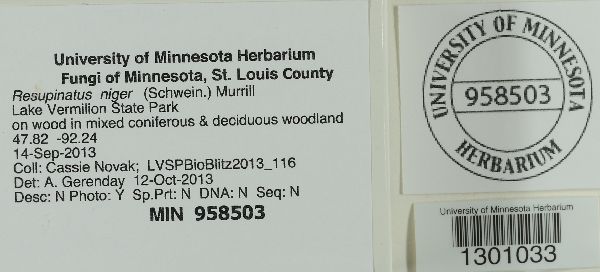 University of Minnesota Herbarium
Fungi of Minnesota, St. Louis County
Resupinatus niger (Schwein.) Murrill
Lake Vermilion State Park
on wood in mixed coniferous & deciduous woodland
47.82 -92.24
14-Sep-2013
Coll: Cassie Novak; LVSPBioBlitz2013_116
Det: A. Gerenday 12-Oct-2013
Desc: N Photo: Y Sp.Prt: N DNA: N Seq: N
MIN 958503
UNIVERSITY OF MINNESOTA
958503
HERBARIUM
University of Minnesota Herbarium
1301033